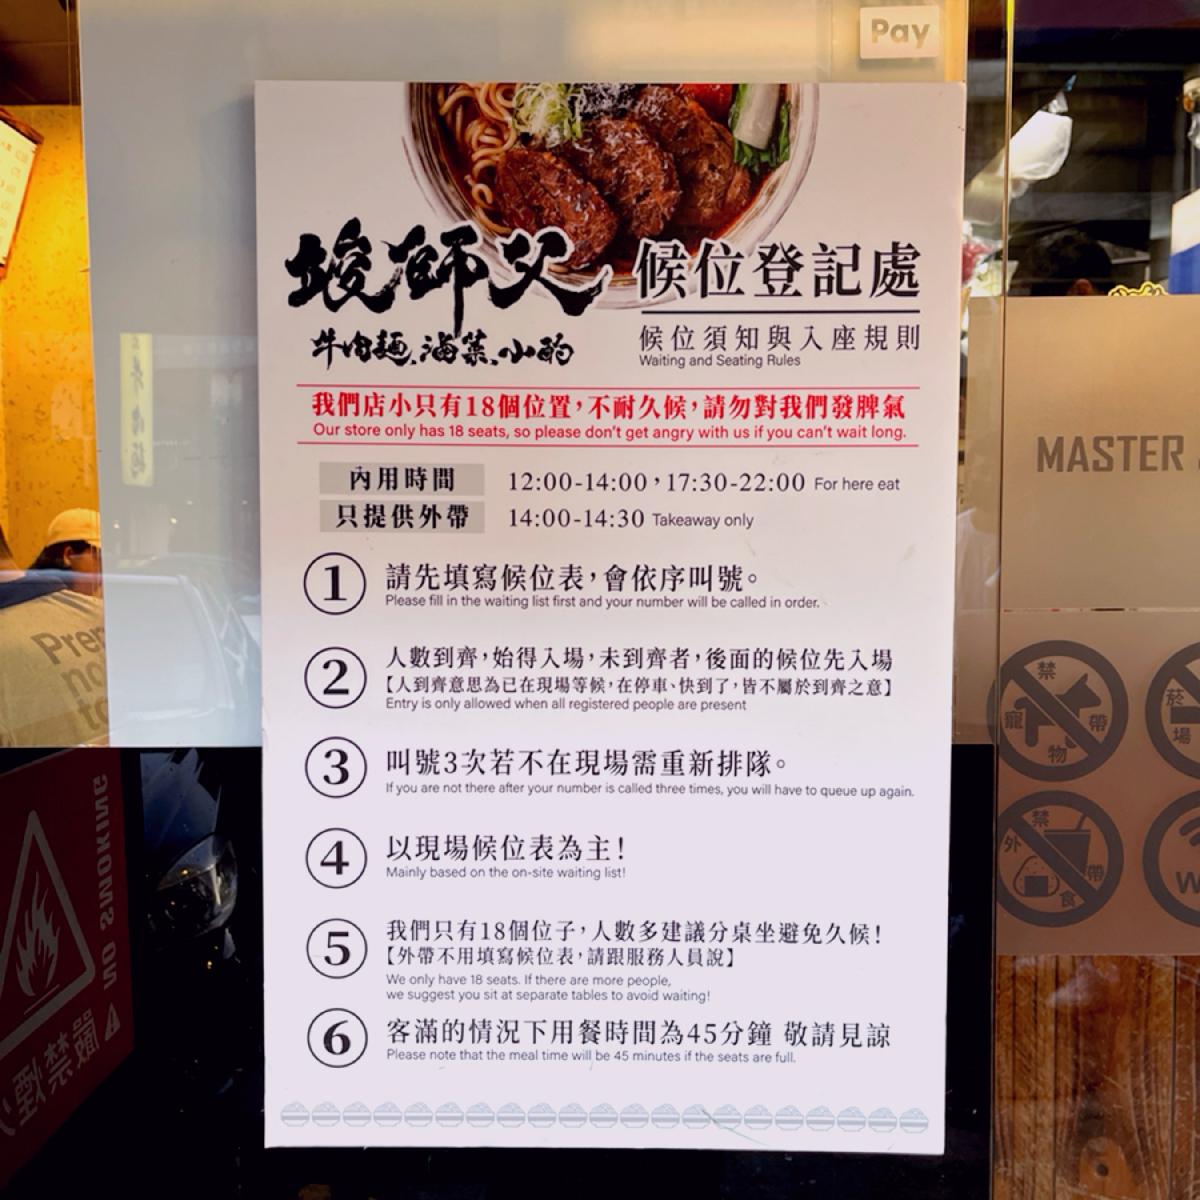 Pay
竣師父
牛肉麵、滷菜、小酌
候位登記處
候位須知與入座規則
Waiting and Seating Rules
我們店小只有18個位置，不耐久候，請勿對我們發脾氣
Our store only has 18 seats, so please don't get angry with us if you can't wait long.
內用時間 12:00-14:00，17:30-22:00 For here eat
只提供外帶 14:00-14:30 Takeaway only
1 請先填寫候位表，會依序叫號。
Please fill in the waiting list first and your number will be called in order.
2 人數到齊，始得入場，未到齊者，後面的候位先入場
【人到齊意思為已在現場等候，在停車、快到了，皆不屬於到齊之意】
Entry is only allowed when all registered people are present
3 叫號3次若不在現場需重新排隊。
If you are not there after your number is called three times, you will have to queue up again.
4 以現場候位表為主！
Mainly based on the on-site waiting list!
5 我們只有18個位子，人數多建議分桌坐避免久候！
【外帶不用填寫候位表，請跟服務人員說】
We only have 18 seats. If there are more people,
we suggest you sit at separate tables to avoid waiting!
6 客滿的情況下用餐時間為45分鐘 敬請見諒
Please note that the meal time will be 45 minutes if the seats are full.
MASTER
禁帶寵物
禁帶外食
牛肉麵
NO SMOKING
嚴禁煙火